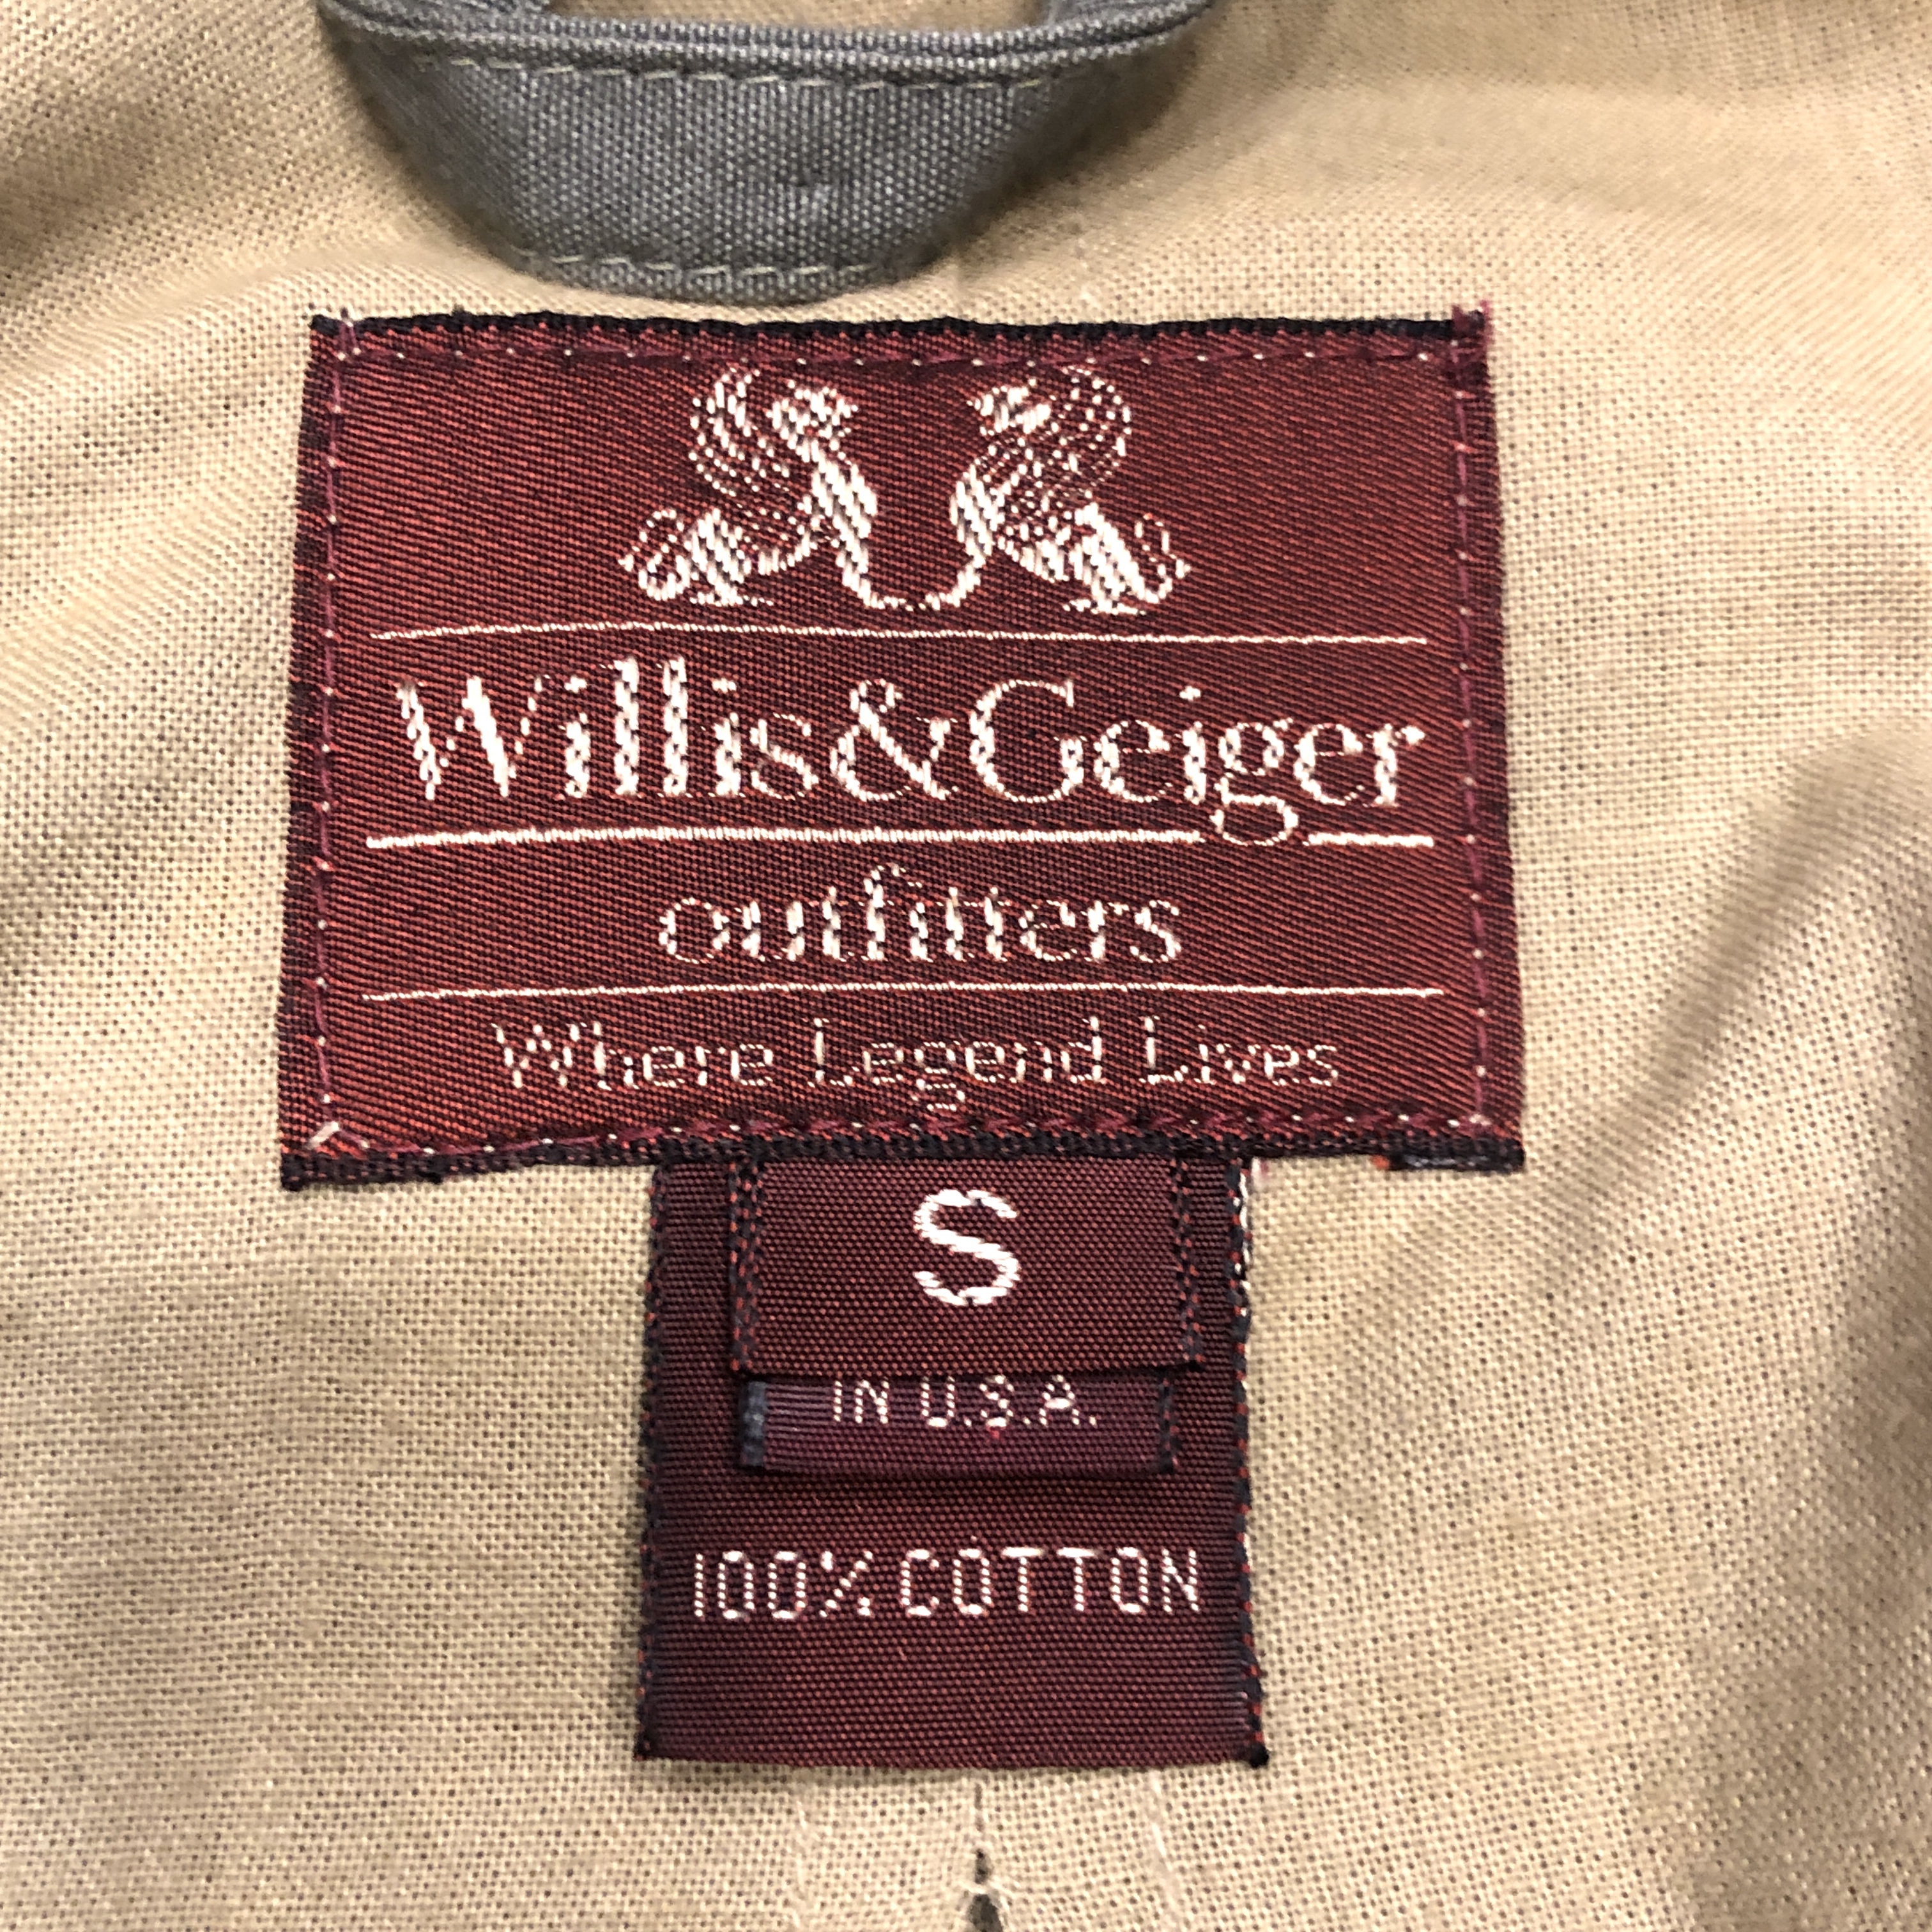 Willis&Geiger
outfitters
Where Legend Lives
S
IN U.S.A.
100% COTTON